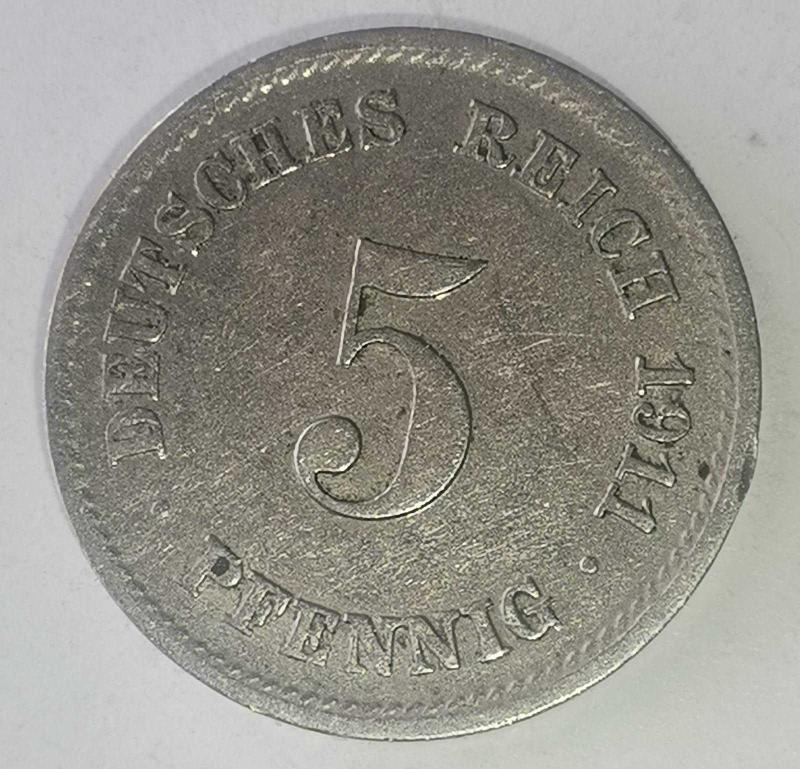 DEUTSCHES REICH 1911
5
PFENNIG